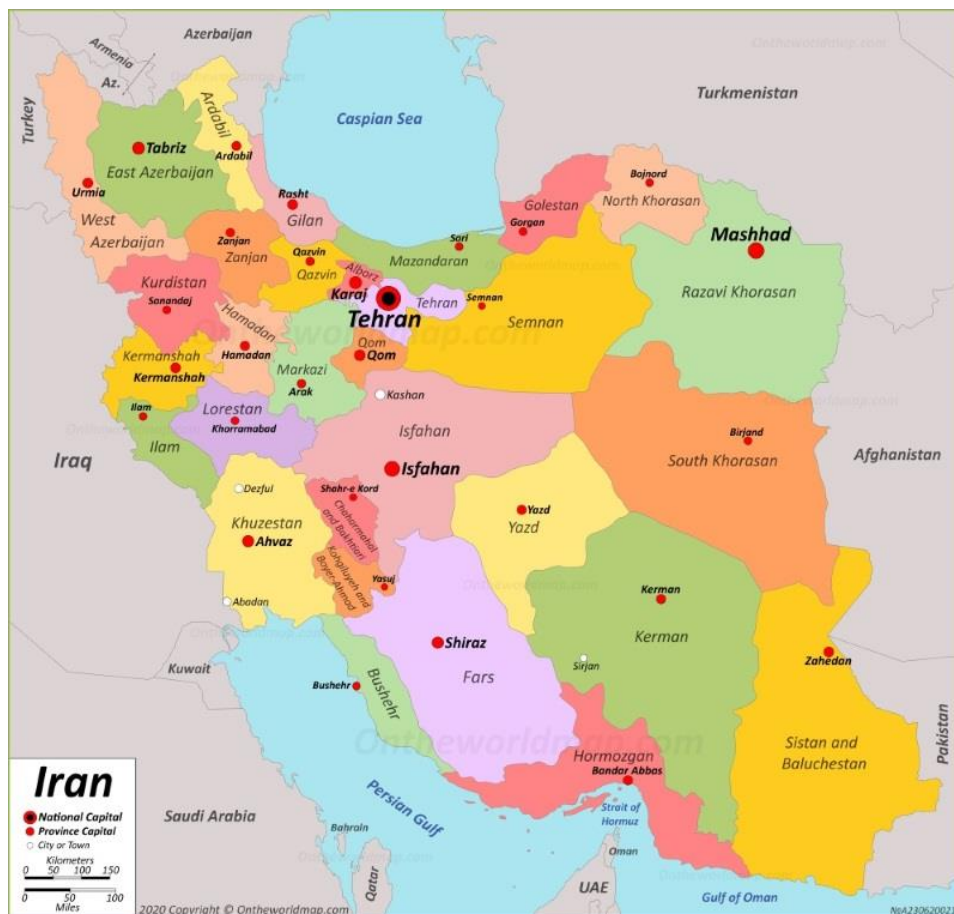 Azerbaijan
Armenia
Az.
Turkey
Caspian Sea
Turkmenistan
Ontheworldmap.com
Ardabil
Ardabil
Tabriz
East Azerbaijan
Urmia
West
Azerbaijan
Rasht
Gilan
Zanjan
Zanjan
Qazvin
Qazvin
Sari
Mazandaran
Gorgan
Golestan
Bojnord
North Khorasan
Mashhad
Razavi Khorasan
Kurdistan
Sanandaj
Alborz
Karaj
Tehran
Tehran
Semnan
Semnan
Ontheworldmap.com
Hamadan
Hamadan
Qom
Qom
Kermanshah
Kermanshah
Markazi
Arak
Kashan
Ilam
Ilam
Lorestan
Khorramabad
Isfahan
Isfahan
Birjand
South Khorasan
Afghanistan
Iraq
Dezful
Khuzestan
Ahvaz
Shahr-e Kord
Chaharmahal
and Bakhtiari
Yazd
Yazd
Kohgiluyeh and
Boyer-Ahmad
Yasuj
Abadan
Kerman
Kerman
Shiraz
Fars
Sirjan
Zahedan
Kuwait
Bushehr
Bushehr
Ontheworldmap.com
Sistan and
Baluchestan
Pakistan
Hormozgan
Bandar Abbas
Persian Gulf
Strait of
Hormuz
Saudi Arabia
Bahrain
Qatar
Oman
UAE
Gulf of Oman
Iran
National Capital
Province Capital
City or Town
Kilometers
0 50 100 150
0 50 100
Miles
2020 Copyright © Ontheworldmap.com